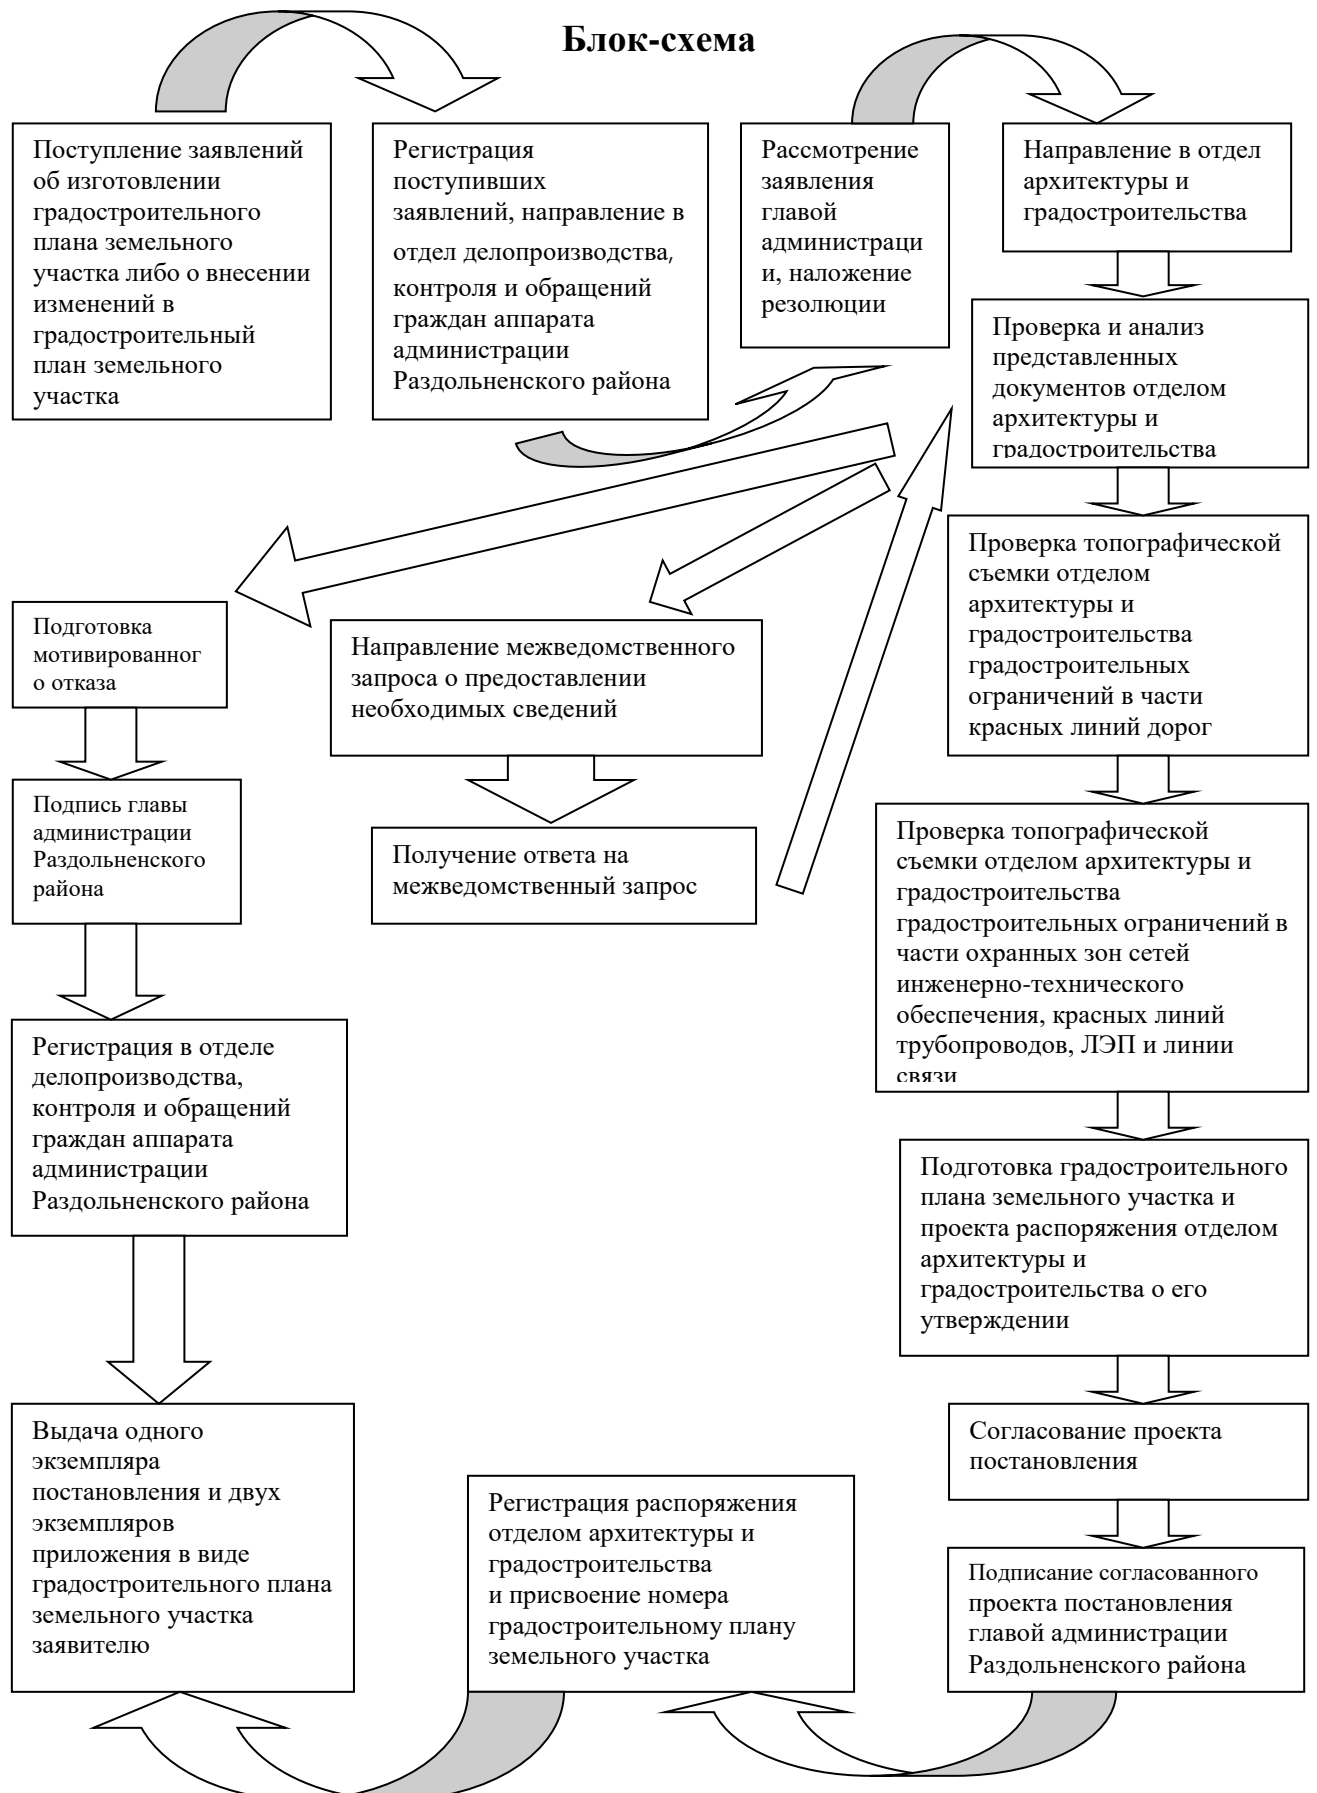 Блок-схема
Поступление заявлений
об изготовлении
градостроительного
плана земельного
участка либо о внесении
изменений в
градостроительный
план земельного
участка
Регистрация
поступивших
заявлений, направление в
отдел делопроизводства,
контроля и обращений
граждан аппарата
администрации
Раздольненского района
Рассмотрение
заявления
главой
администраци
и, наложение
резолюции
Направление в отдел
архитектуры и
градостроительства
Проверка и анализ
представленных
документов отделом
архитектуры и
градостроительства
Проверка топографической
съемки отделом
архитектуры и
градостроительства
градостроительных
ограничений в части
красных линий дорог
Подготовка
мотивированног
о отказа
Направление межведомственного
запроса о предоставлении
необходимых сведений
Подпись главы
администрации
Раздольненского
района
Получение ответа на
межведомственный запрос
Проверка топографической
съемки отделом архитектуры и
градостроительства
градостроительных ограничений в
части охранных зон сетей
инженерно-технического
обеспечения, красных линий
трубопроводов, ЛЭП и линии
связи
Регистрация в отделе
делопроизводства,
контроля и обращений
граждан аппарата
администрации
Раздольненского района
Подготовка градостроительного
плана земельного участка и
проекта распоряжения отделом
архитектуры и
градостроительства о его
утверждении
Выдача одного
экземпляра
постановления и двух
экземпляров
приложения в виде
градостроительного плана
земельного участка
заявителю
Согласование проекта
постановления
Регистрация распоряжения
отделом архитектуры и
градостроительства
и присвоение номера
градостроительному плану
земельного участка
Подписание согласованного
проекта постановления
главой администрации
Раздольненского района